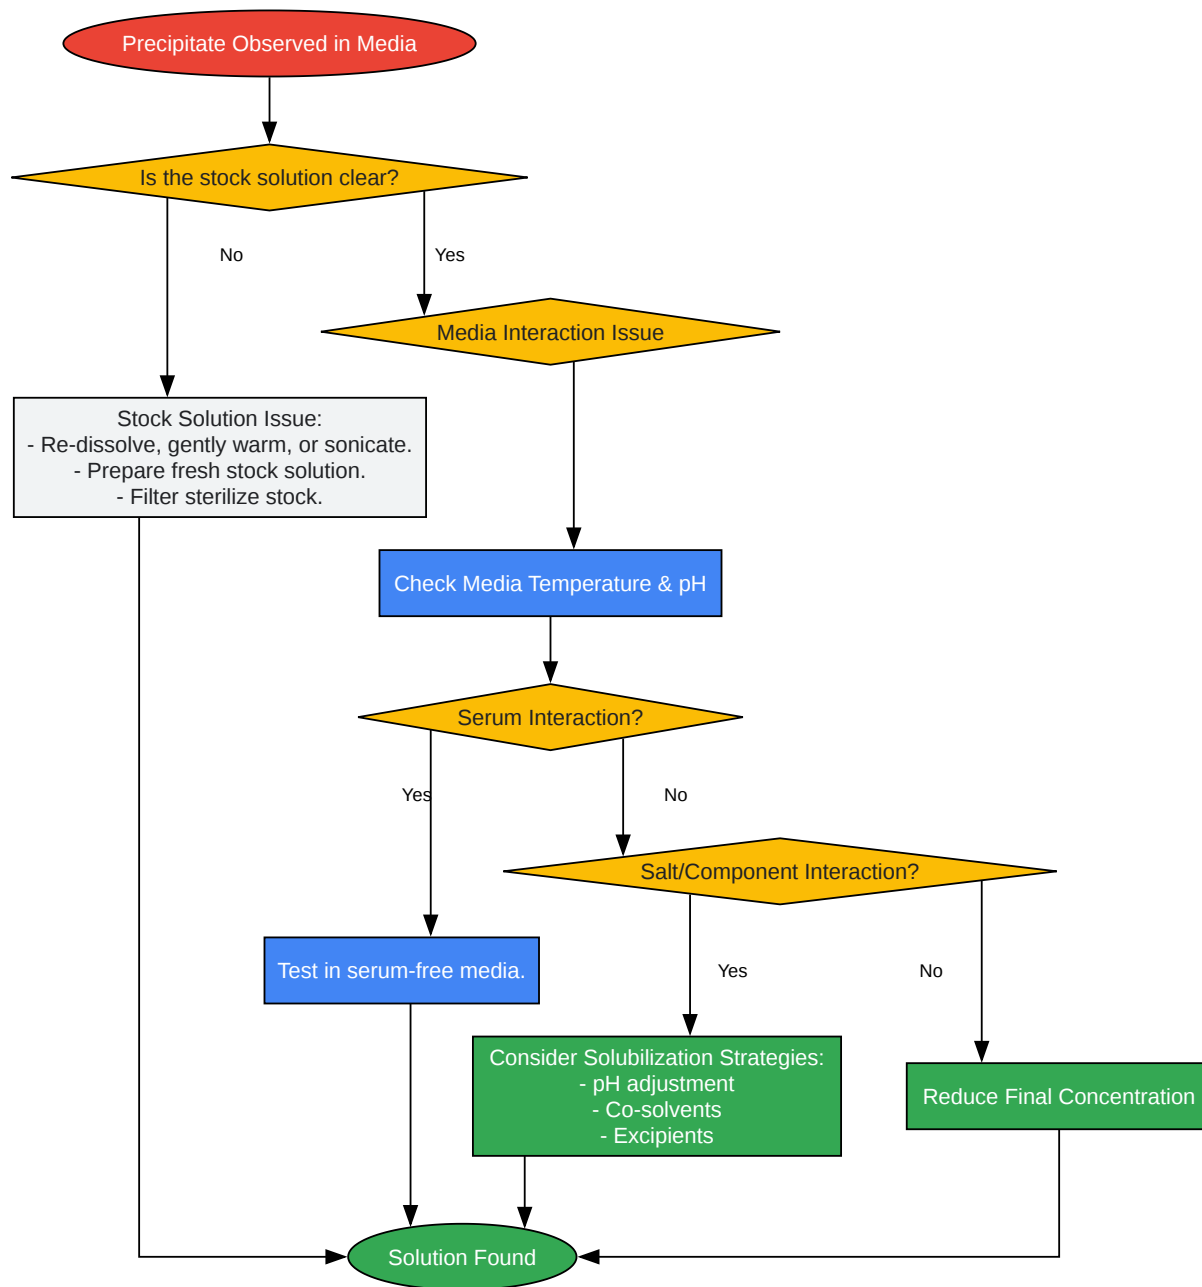 Precipitate Observed in Media
Is the stock solution clear?
No
Yes
Media Interaction Issue
Stock Solution Issue:
- Re-dissolve, gently warm, or sonicate.
- Prepare fresh stock solution.
- Filter sterilize stock.
Check Media Temperature & pH
Serum Interaction?
Yes
No
Salt/Component Interaction?
Test in serum-free media.
Yes
No
Consider Solubilization Strategies:
- pH adjustment
- Co-solvents
- Excipients
Reduce Final Concentration
Solution Found